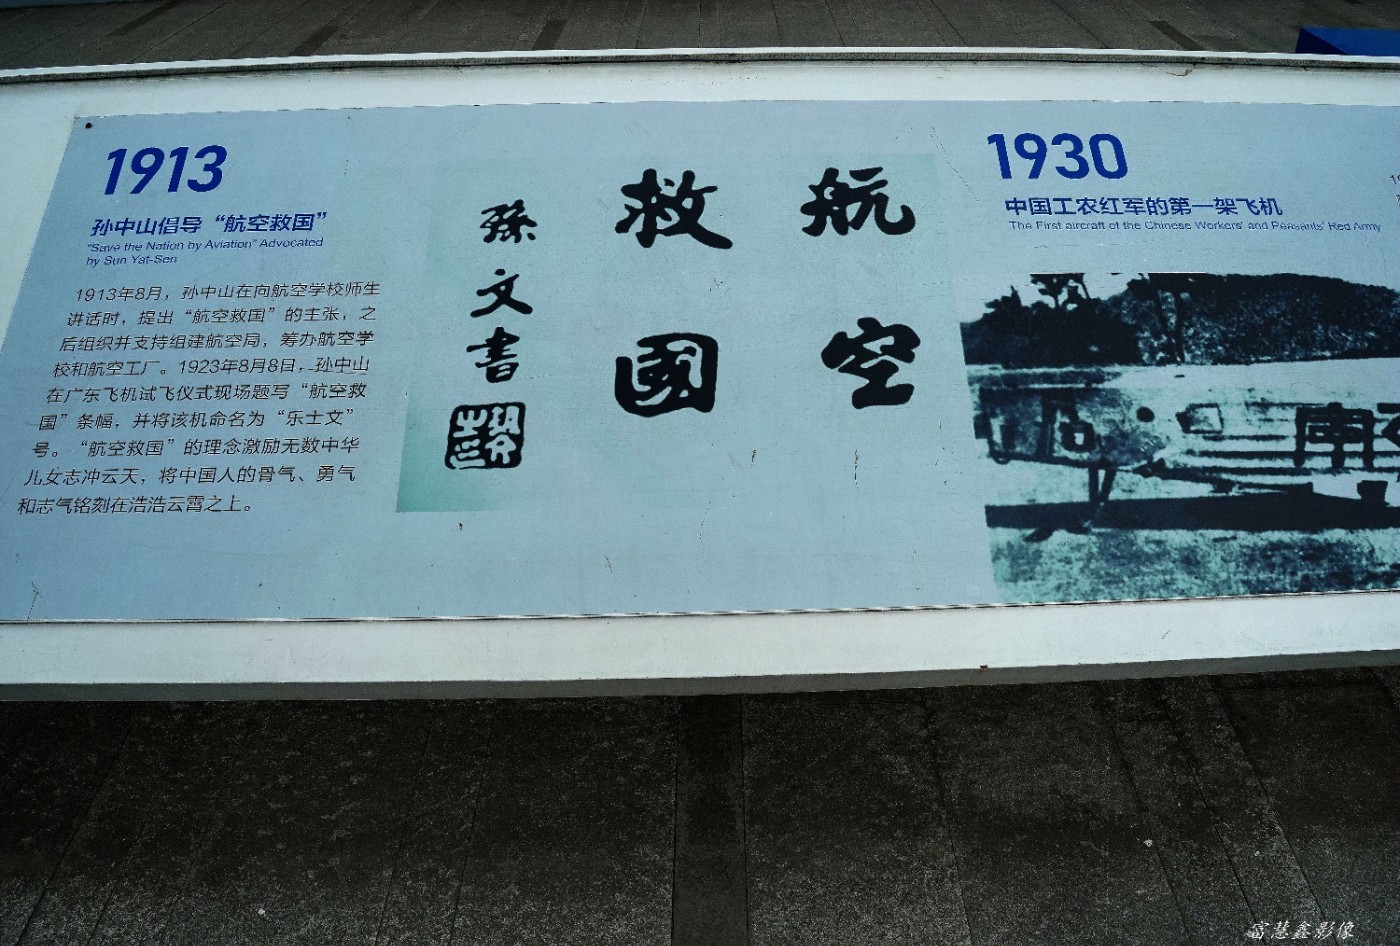 1913
孙中山倡导“航空救国”
“Save the Nation by Aviation” Advocated
by Sun Yat-Sen
1913年8月，孙中山在向航空学校师生
讲话时，提出“航空救国”的主张，之
后组织并支持组建航空局，筹办航空学
校和航空工厂。1923年8月8日，孙中山
在广东飞机试飞仪式现场题写“航空救
国”条幅，并将该机命名为“乐士文”
号。“航空救国”的理念激励无数中华
儿女志冲云天，将中国人的骨气、勇气
和志气铭刻在浩浩云霄之上。
航空
救國
孫文書
1930
中国工农红军的第一架飞机
The First aircraft of the Chinese Workers' and Peasants' Red Army
富慧鑫影像